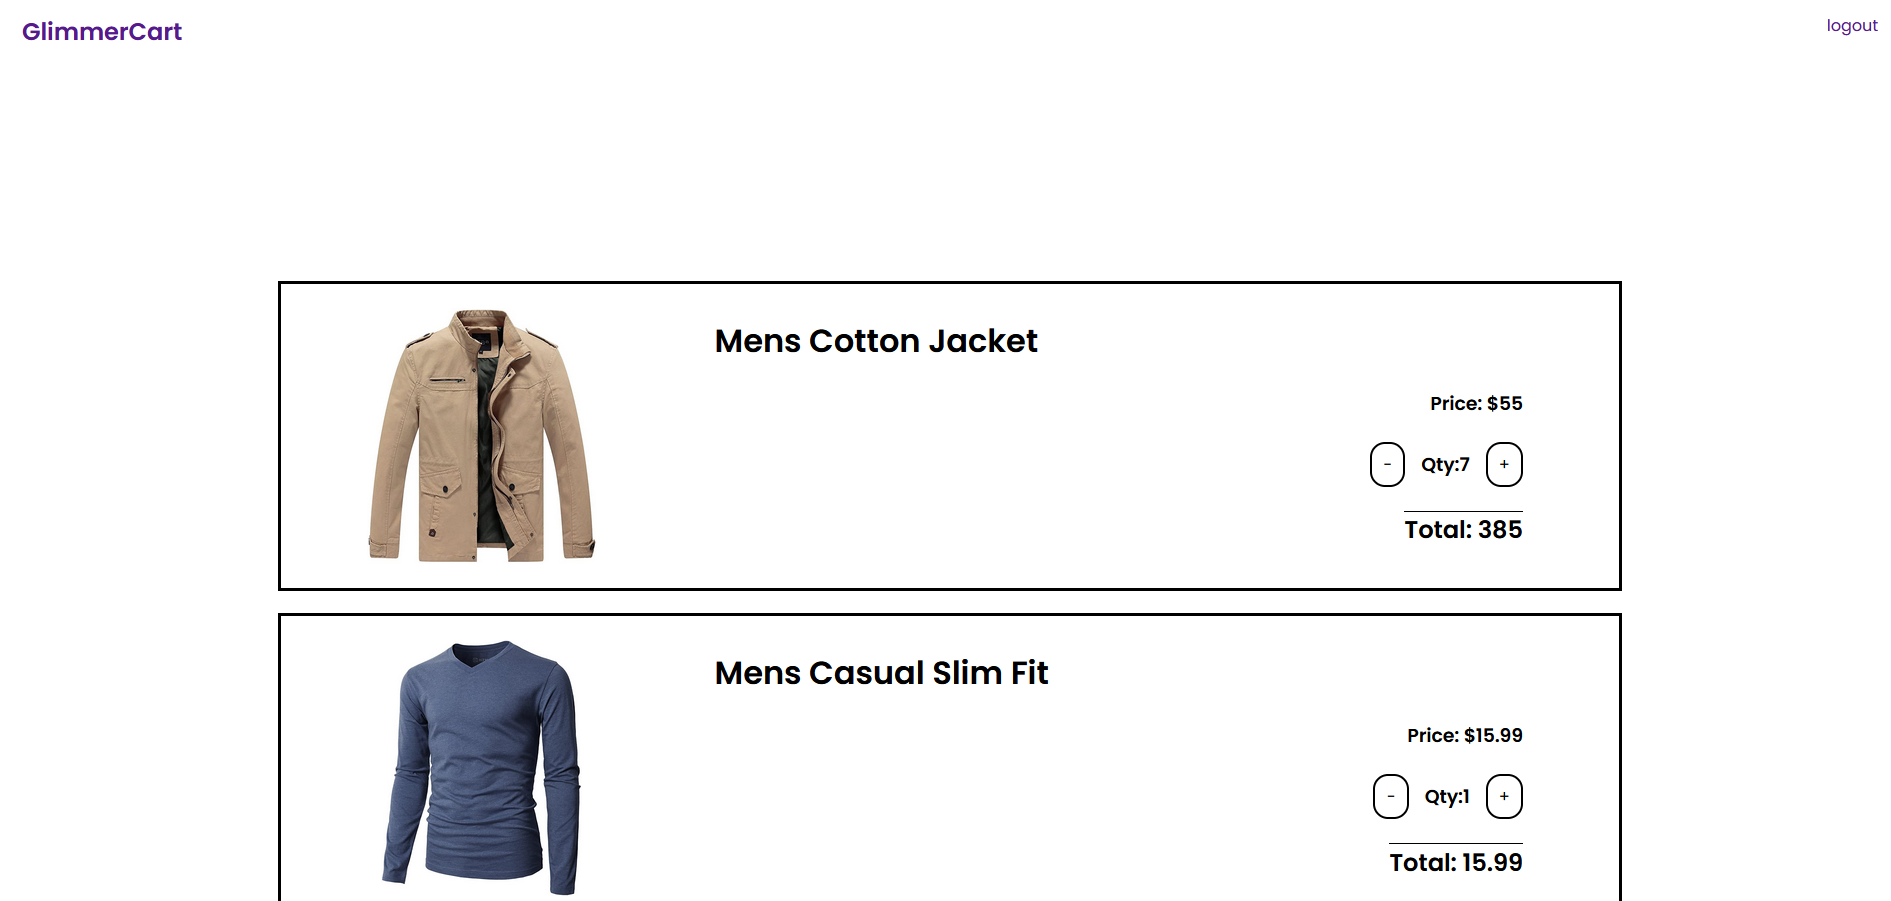 GlimmerCart
logout
Mens Cotton Jacket
Price: $55
- Qty:7 +
Total: 385
Mens Casual Slim Fit
Price: $15.99
- Qty:1 +
Total: 15.99